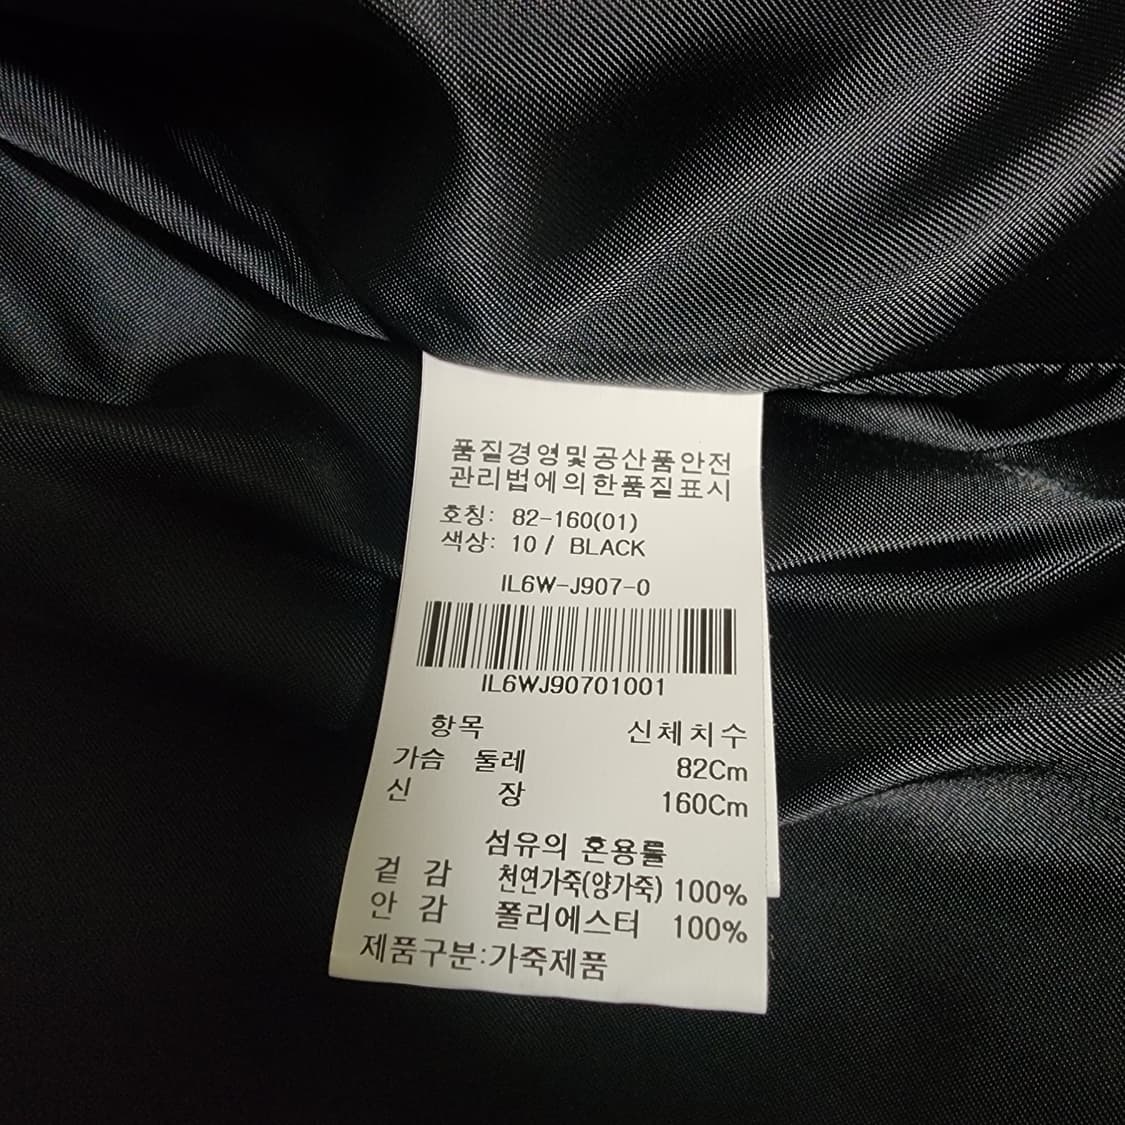 품질경영및공산품안전
관리법에의한품질표시
호칭: 82-160(01)
색상: 10 / BLACK
IL6W-J907-0
IL6WJ90701001
항목 신체치수
가슴 둘레 82Cm
신 장 160Cm
섬유의 혼용률
겉 감 천연가죽(양가죽) 100%
안 감 폴리에스터 100%
제품구분:가죽제품